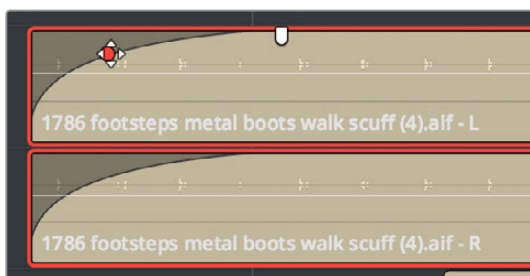 1786 footsteps metal boots walk scuff (4).aif - L
1786 footsteps metal boots walk scuff (4).aif - R